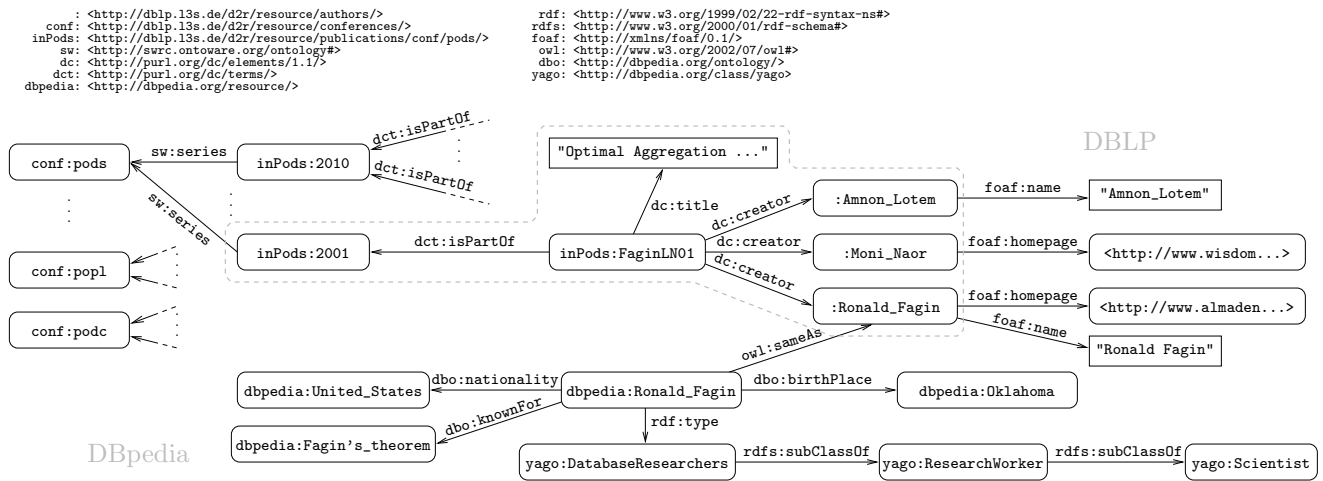 : <http://dblp.l3s.de/d2r/resource/authors/>
conf: <http://dblp.l3s.de/d2r/resource/conferences/>
inPods: <http://dblp.l3s.de/d2r/resource/publications/conf/pods/>
sw: <http://swrc.ontoware.org/ontology#>
dc: <http://purl.org/dc/elements/1.1/>
dct: <http://purl.org/dc/terms/>
dbpedia: <http://dbpedia.org/resource/>
rdf: <http://www.w3.org/1999/02/22-rdf-syntax-ns#>
rdfs: <http://www.w3.org/2000/01/rdf-schema#>
foaf: <http://xmlns/foaf/0.1/>
owl: <http://www.w3.org/2002/07/owl#>
dbo: <http://dbpedia.org/ontology/>
yago: <http://dbpedia.org/class/yago>
DBLP
conf:pods
sw:series
inPods:2010
dct:isPartOf
dct:isPartOf
"Optimal Aggregation ..."
sw:series
dc:title
dc:creator
:Amnon_Lotem
foaf:name
"Amnon_Lotem"
inPods:2001
dct:isPartOf
inPods:FaginLN01
dc:creator
:Moni_Naor
foaf:homepage
<http://www.wisdom...>
conf:popl
dc:creator
:Ronald_Fagin
foaf:homepage
<http://www.almaden...>
conf:podc
foaf:name
"Ronald Fagin"
owl:sameAs
dbpedia:United_States
dbo:nationality
dbpedia:Ronald_Fagin
dbo:birthPlace
dbpedia:Oklahoma
dbo:knownFor
rdf:type
dbpedia:Fagin's_theorem
DBpedia
yago:DatabaseResearchers
rdfs:subClassOf
yago:ResearchWorker
rdfs:subClassOf
yago:Scientist